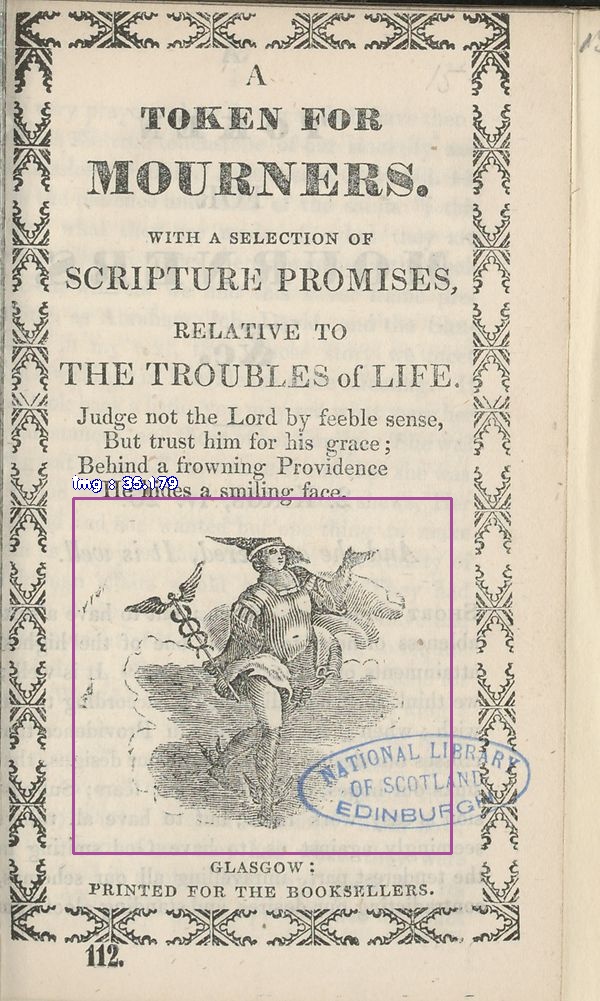 A
TOKEN FOR
MOURNERS.
WITH A SELECTION OF
SCRIPTURE PROMISES,
RELATIVE TO
THE TROUBLES of LIFE.
Judge not the Lord by feeble sense,
But trust him for his grace;
Behind a frowning Providence
He hides a smiling face.
img : 35.179
NATIONAL LIBRARY
OF SCOTLAND
EDINBURGH
GLASGOW:
PRINTED FOR THE BOOKSELLERS.
112.